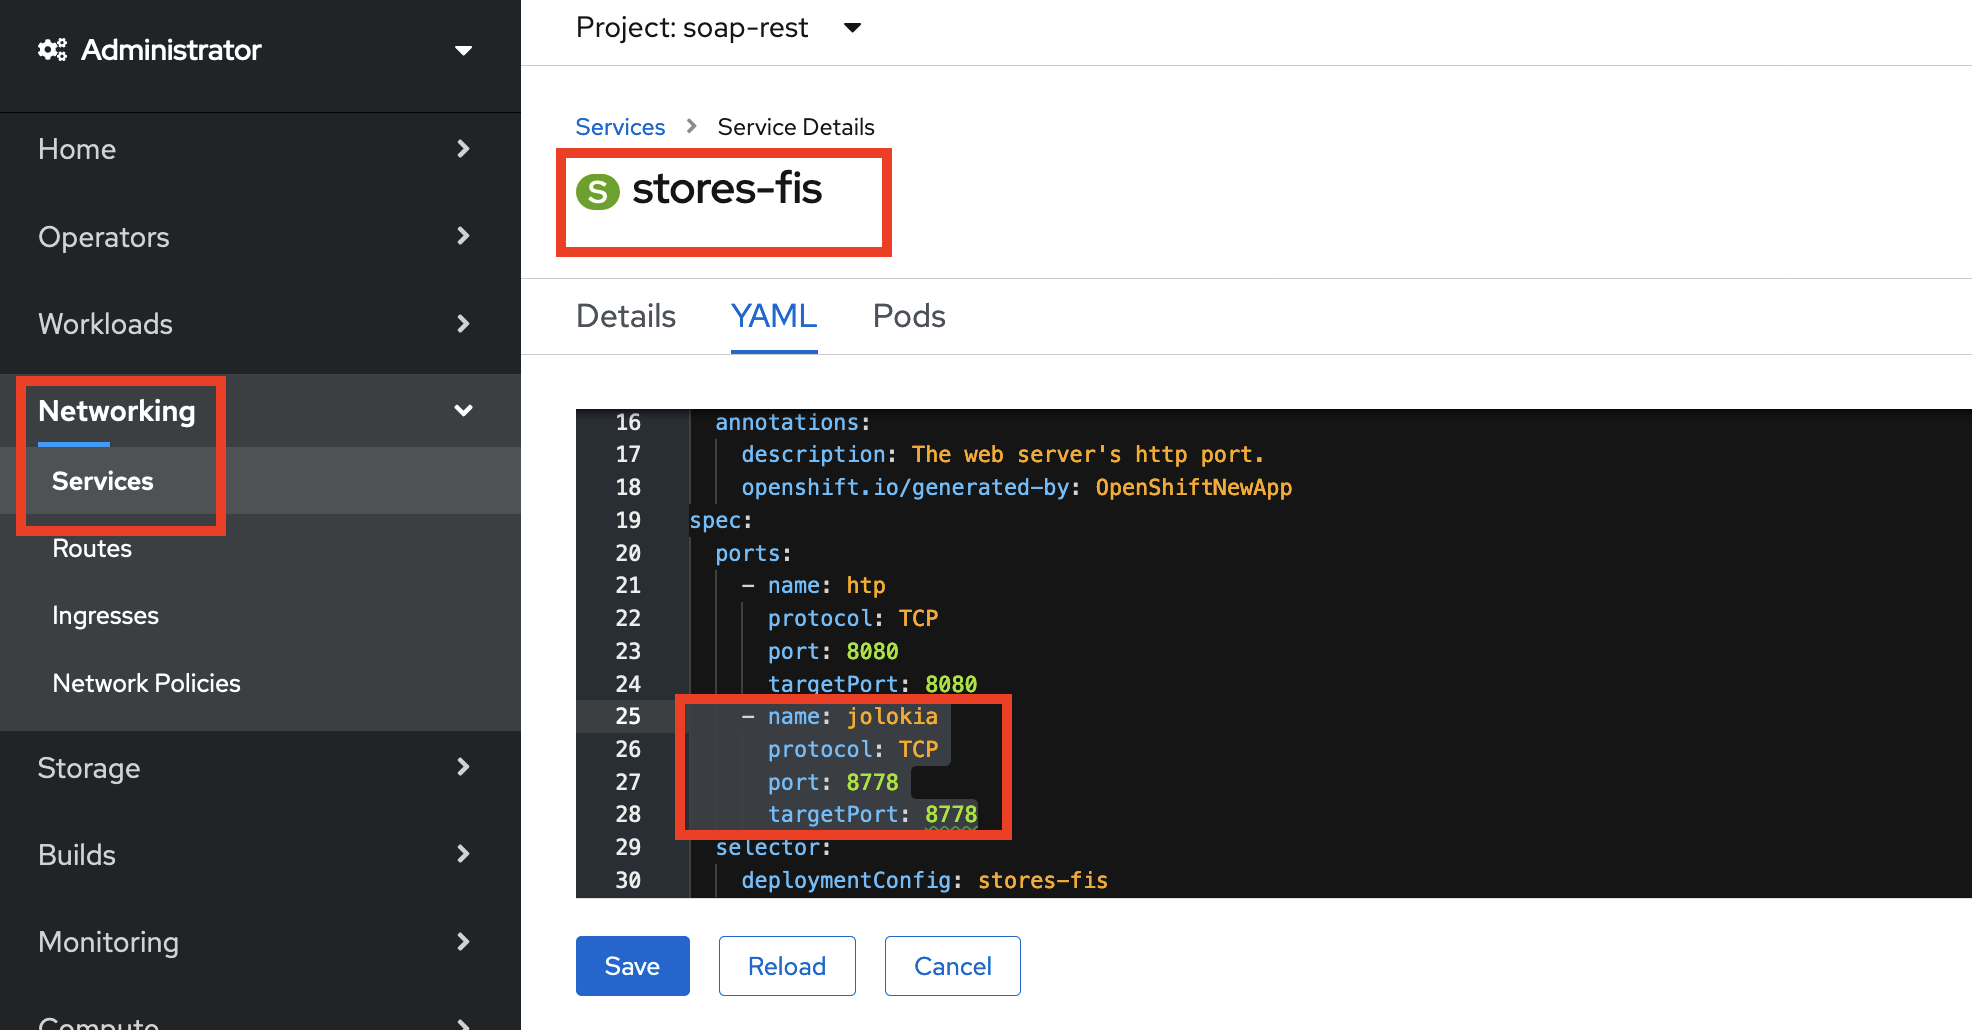 Administrator
Home
Operators
Workloads
Networking
Services
Routes
Ingresses
Network Policies
Storage
Builds
Monitoring
Compute
Project: soap-rest
Services > Service Details
S stores-fis
Details YAML Pods
16 annotations:
17 description: The web server's http port.
18 openshift.io/generated-by: OpenShiftNewApp
19 spec:
20 ports:
21 - name: htp
22 protocol: TCP
23 port: 8080
24 targetPort: 8080
25 - name: jolokia
26 protocol: TCP
27 port: 8778
28 targetPort: 8778
29 selector:
30 deploymentConfig: stores-fis
Save Reload Cancel